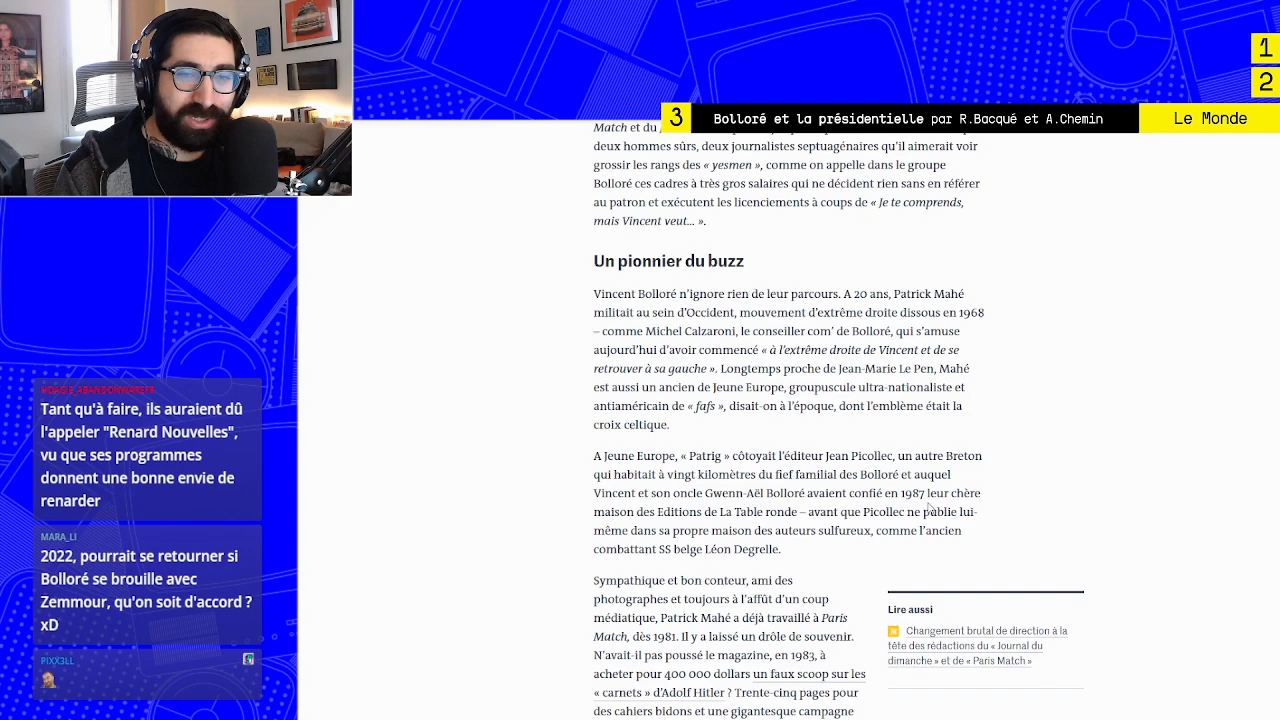 1
2
3 Bolloré et la présidentielle par R.Bacqué et A.Chemin Le Monde
Match et du
deux hommes sûrs, deux journalistes septuagénaires qu’il aimerait voir
grossir les rangs des « yesmen », comme on appelle dans le groupe
Bolloré ces cadres à très gros salaires qui ne décident rien sans en référer
au patron et exécutent les licenciements à coups de « Je te comprends,
mais Vincent veut… ».
Un pionnier du buzz
Vincent Bolloré n’ignore rien de leur parcours. A 20 ans, Patrick Mahé
militait au sein d’Occident, mouvement d’extrême droite dissous en 1968
– comme Michel Calzaroni, le conseiller com’ de Bolloré, qui s’amuse
aujourd’hui d’avoir commencé « à l’extrême droite de Vincent et de se
retrouver à sa gauche ». Longtemps proche de Jean-Marie Le Pen, Mahé
est aussi un ancien de Jeune Europe, groupuscule ultra-nationaliste et
antiaméricain de « fafs », disait-on à l’époque, dont l’emblème était la
croix celtique.
A Jeune Europe, « Patrig » côtoyait l’éditeur Jean Picollec, un autre Breton
qui habitait à vingt kilomètres du fief familial des Bolloré et auquel
Vincent et son oncle Gwenn-Aël Bolloré avaient confié en 1987 leur chère
maison des Editions de La Table ronde – avant que Picollec ne publie lui-
même dans sa propre maison des auteurs sulfureux, comme l’ancien
combattant SS belge Léon Degrelle.
Sympathique et bon conteur, ami des
photographes et toujours à l’affût d’un coup
médiatique, Patrick Mahé a déjà travaillé à Paris
Match, dès 1981. Il y a laissé un drôle de souvenir.
N’avait-il pas poussé le magazine, en 1983, à
acheter pour 400 000 dollars un faux scoop sur les
« carnets » d’Adolf Hitler ? Trente-cinq pages pour
des cahiers bidons et une gigantesque campagne
Lire aussi
Changement brutal de direction à la
tête des rédactions du « Journal du
dimanche » et de « Paris Match »
Tant qu'à faire, ils auraient dû
l'appeler "Renard Nouvelles",
vu que ses programmes
donnent une bonne envie de
renarder
MARA_LI
2022, pourrait se retourner si
Bolloré se brouille avec
Zemmour, qu'on soit d'accord ?
xD
PIXX3LL